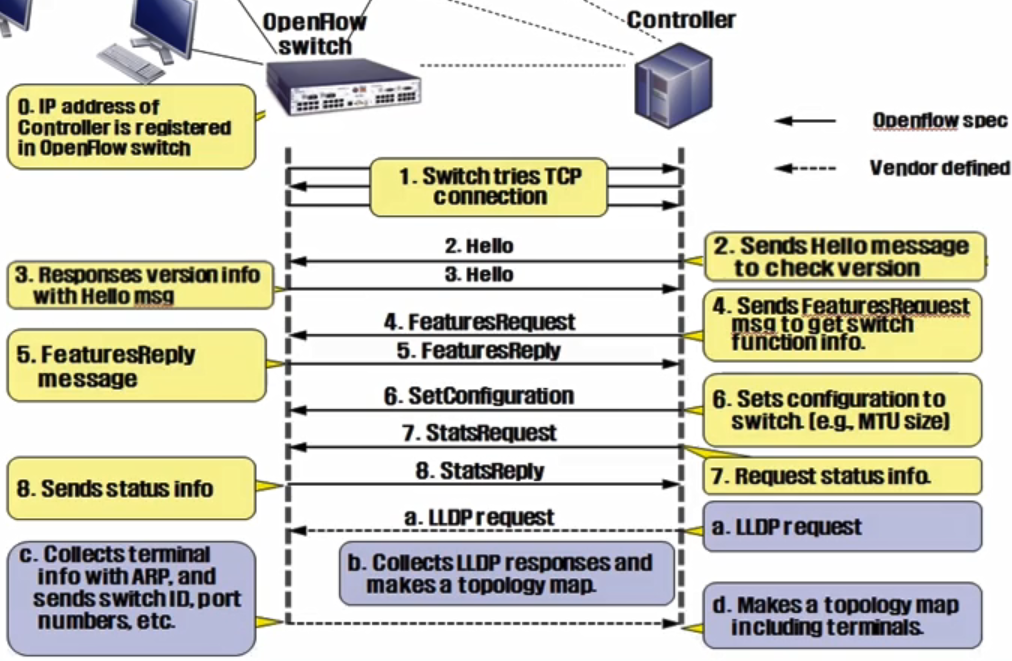 OpenFlow
switch
Controller
0. IP address of
Controller is registered
in OpenFlow switch
Openflow spec
Vendor defined
1. Switch tries TCP
connection
2. Hello
2. Sends Hello message
to check version
3. Hello
3. Responses version info
with Hello msg
4. FeaturesRequest
4. Sends FeaturesRequest
msg to get switch
function info.
5. FeaturesReply
5. FeaturesReply
message
6. SetConfiguration
6. Sets configuration to
switch. (e.g., MTU size)
7. StatsRequest
7. Request status info.
8. StatsReply
8. Sends status info
a. LLDP request
a. LLDP request
b. Collects LLDP responses and
makes a topology map.
c. Collects terminal
info with ARP, and
sends switch ID, port
numbers, etc.
d. Makes a topology map
including terminals.